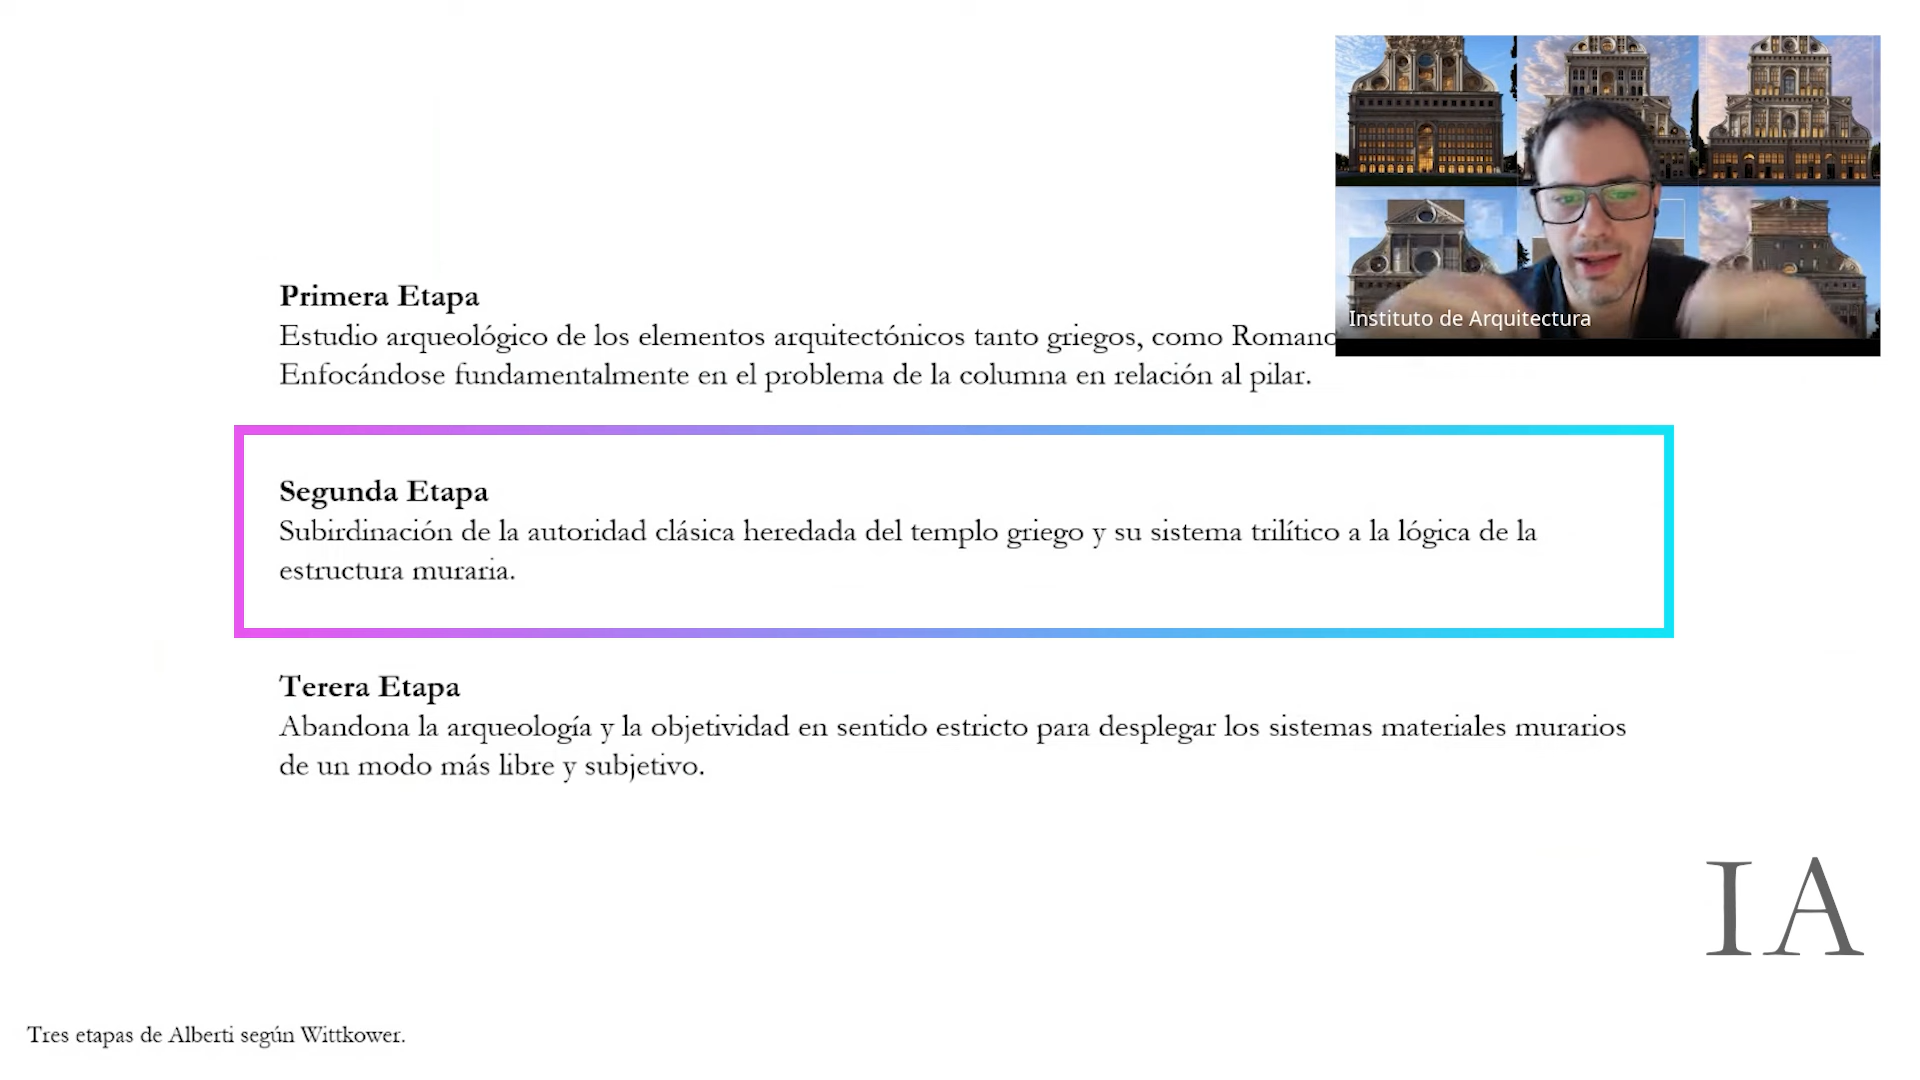 Primera Etapa
Estudio arqueológico de los elementos arquitectónicos tanto griegos, como
Enfocándose fundamentalmente en el problema de la columna en relación al pilar.
Instituto de Arquitectura
Segunda Etapa
Subirdinación de la autoridad clásica heredada del templo griego y su sistema trilítico a la lógica de la
estructura muraria.
Terera Etapa
Abandona la arqueología y la objetividad en sentido estricto para desplegar los sistemas materiales murarios
de un modo más libre y subjetivo.
IA
Tres etapas de Alberti según Wittkower.